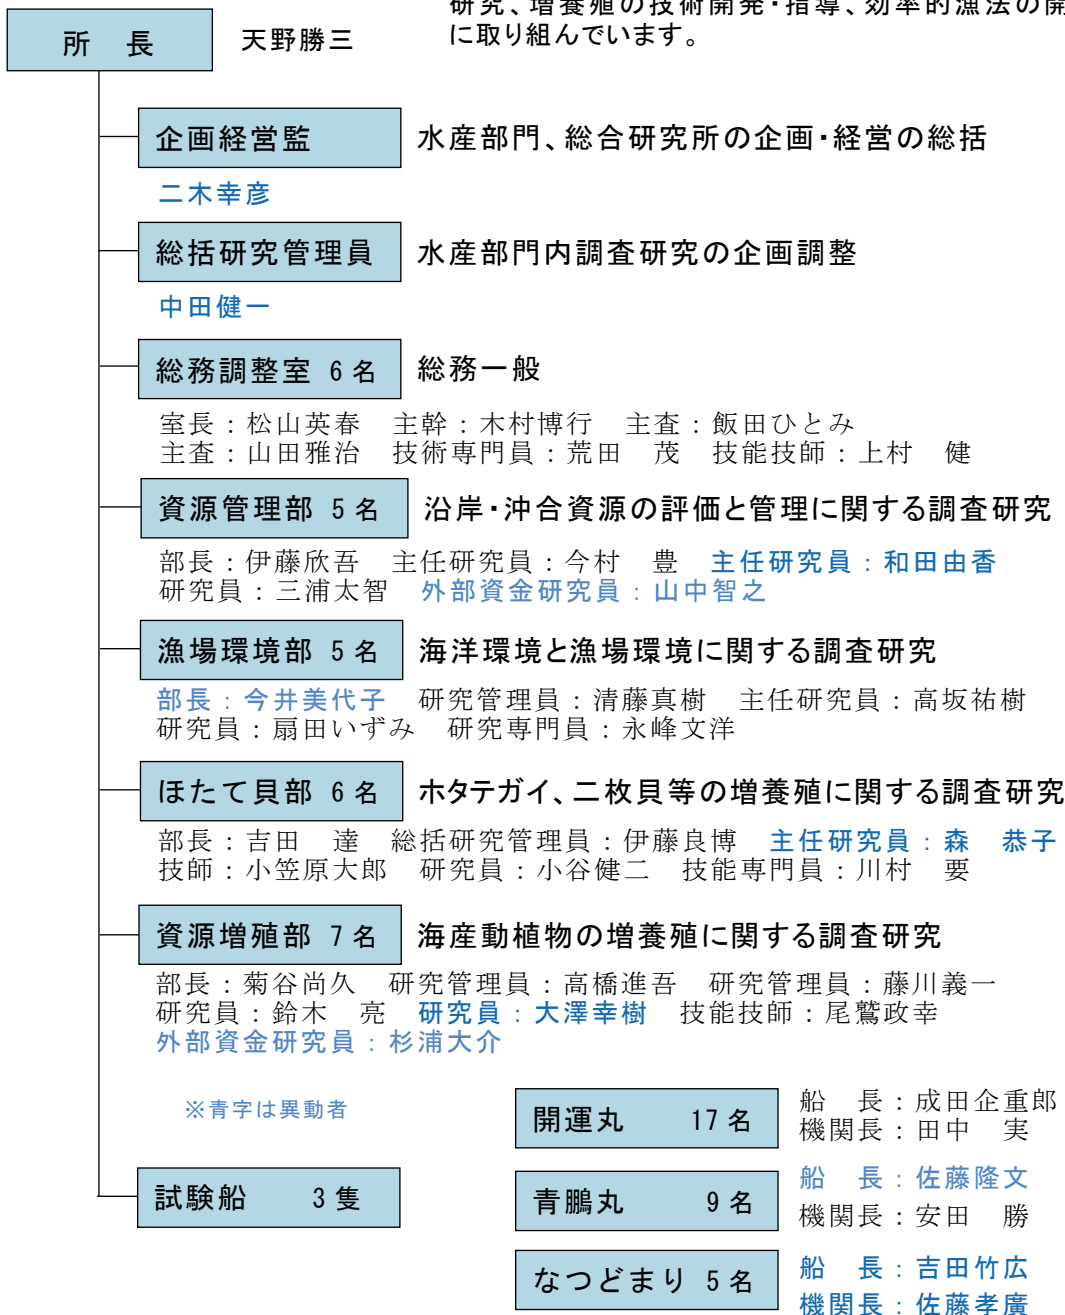 研究、増養殖の技術開発・指導、効率的漁法の開
に取り組んでいます。
所　長　天野勝三
企画経営監　水産部門、総合研究所の企画・経営の総括
二木幸彦
総括研究管理員　水産部門内調査研究の企画調整
中田健一
総務調整室 6名　総務一般
室長：松山英春　主幹：木村博行　主査：飯田ひとみ
主査：山田雅治　技術専門員：荒田　茂　技能技師：上村　健
資源管理部 5名　沿岸・沖合資源の評価と管理に関する調査研究
部長：伊藤欣吾　主任研究員：今村　豊　主任研究員：和田由香
研究員：三浦太智　外部資金研究員：山中智之
漁場環境部 5名　海洋環境と漁場環境に関する調査研究
部長：今井美代子　研究管理員：清藤真樹　主任研究員：高坂祐樹
研究員：扇田いずみ　研究専門員：永峰文洋
ほたて貝部 6名　ホタテガイ、二枚貝等の増養殖に関する調査研究
部長：吉田　達　総括研究管理員：伊藤良博　主任研究員：森　恭子
技師：小笠原大郎　研究員：小谷健二　技能専門員：川村　要
資源増殖部 7名　海産動植物の増養殖に関する調査研究
部長：菊谷尚久　研究管理員：高橋進吾　研究管理員：藤川義一
研究員：鈴木　亮　研究員：大澤幸樹　技能技師：尾鷲政幸
外部資金研究員：杉浦大介
※青字は異動者
試験船　3隻
開運丸　17名　船　長：成田企重郎
機関長：田中　実
青鵬丸　9名　船　長：佐藤隆文
機関長：安田　勝
なつどまり 5名　船　長：吉田竹広
機関長：佐藤孝廣